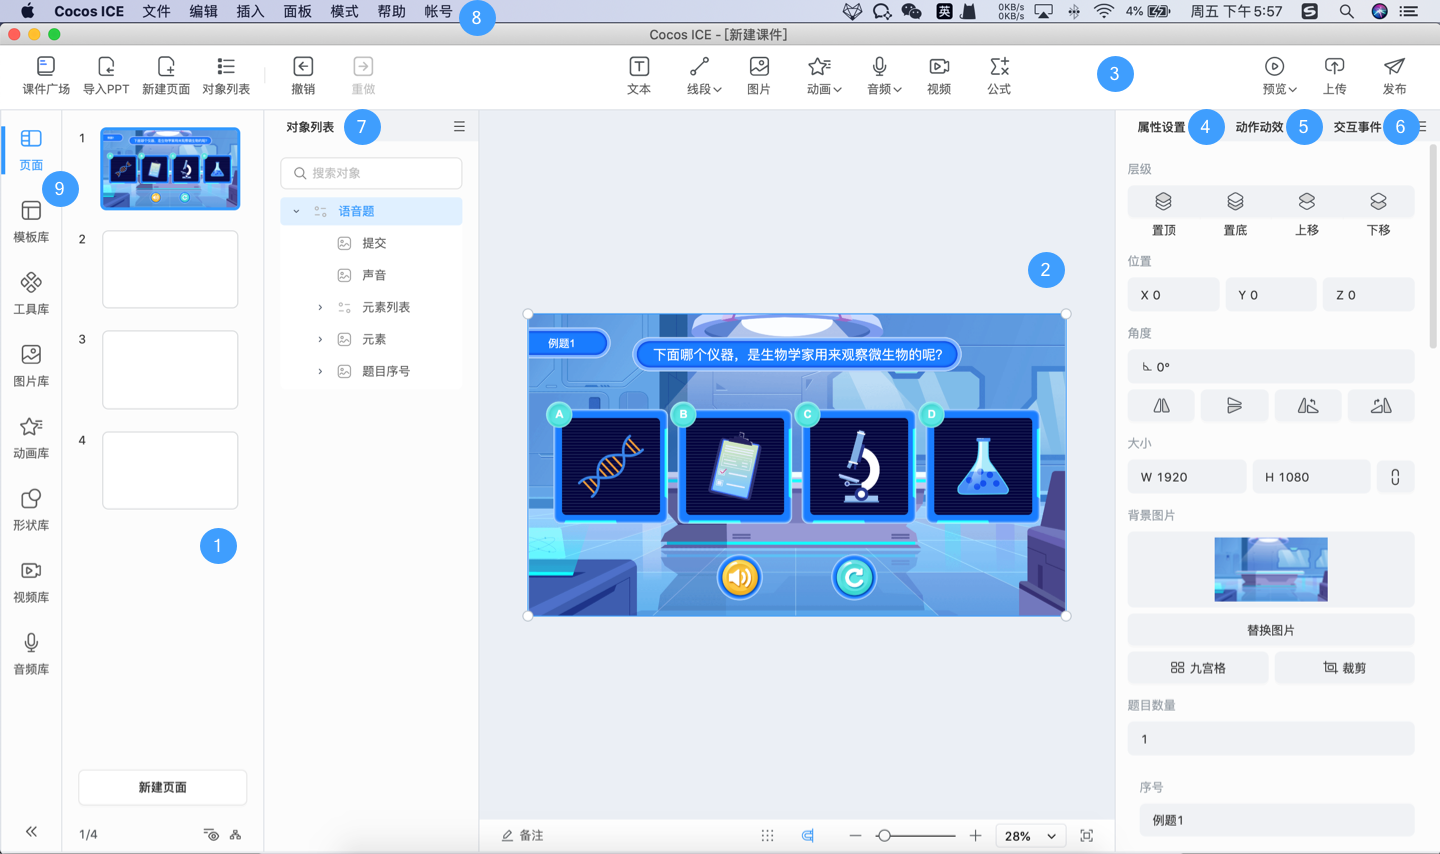 Cocos ICE 文件 编辑 插入 面板 模式 帮助 帐号 8 英 0KB/s 0KB/s 4% 周五 下午5:57 S
Cocos ICE - [新建课件]
课件广场 导入PPT 新建页面 对象列表 撤销 重做 文本 线段 图片 动画 音频 视频 公式 3 预览 上传 发布
页面
9
模板库
工具库
图片库
动画库
形状库
视频库
音频库
1
2
3
4
1
新建页面
1/4
对象列表 7
搜索对象
语音题
提交
声音
元素列表
元素
题目序号
2
例题1
下面哪个仪器，是生物学家用来观察微生物的呢?
A B C D
备注 28%
属性设置 4 动作动效 5 交互事件 6
层级
置顶 置底 上移 下移
位置
X 0 Y 0 Z 0
角度
0°
大小
W 1920 H 1080
背景图片
替换图片
九宫格 裁剪
题目数量
1
序号
例题1